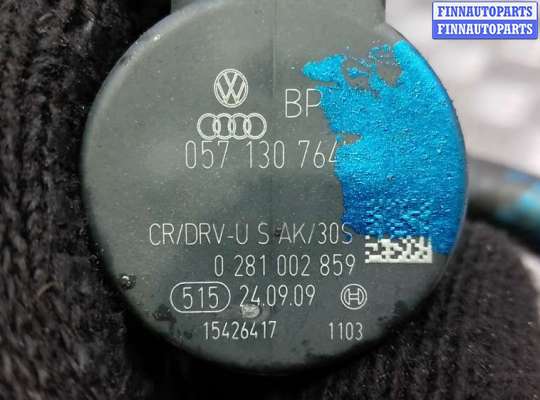 FINNAUTOPARTS
FINNAUTOPARTS
BP
057 130 764
CR/DRV-U S AK/30S
0 281 002 859
515 24.09.09
15426417 1103